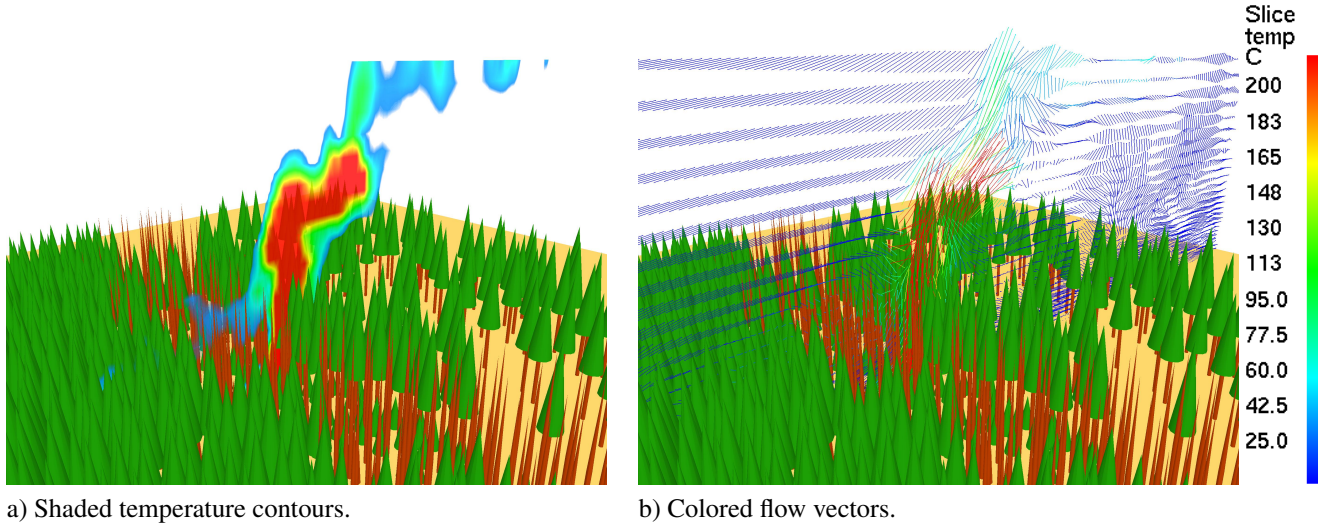 Slice
temp
C
200
183
165
148
130
113
95.0
77.5
60.0
42.5
25.0
a) Shaded temperature contours.
b) Colored flow vectors.